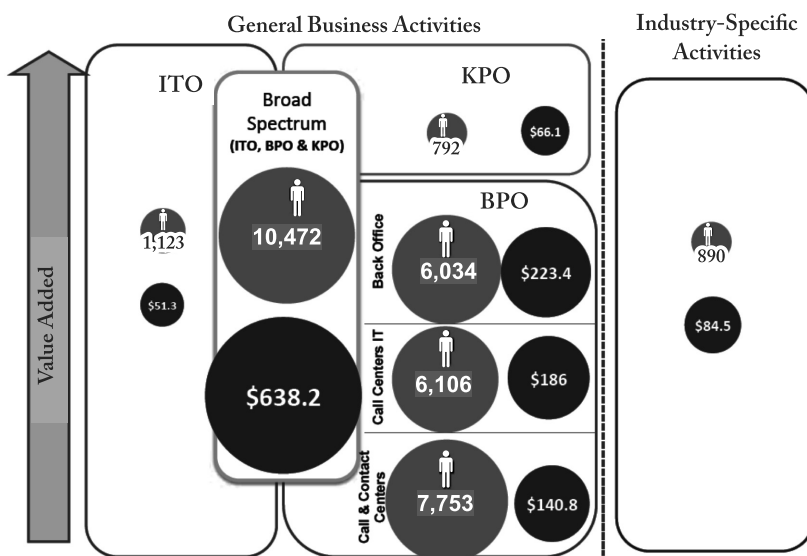 General Business Activities
Industry-Specific
Activities
ITO
KPO
Broad
Spectrum
(ITO, BPO & KPO)
792
$66.1
BPO
10,472
1,123
$51.3
$638.2
Back Office
6,034
$223.4
Call Centers IT
6,106
$186
Call & Contact
Centers
7,753
$140.8
890
$84.5
Value Added